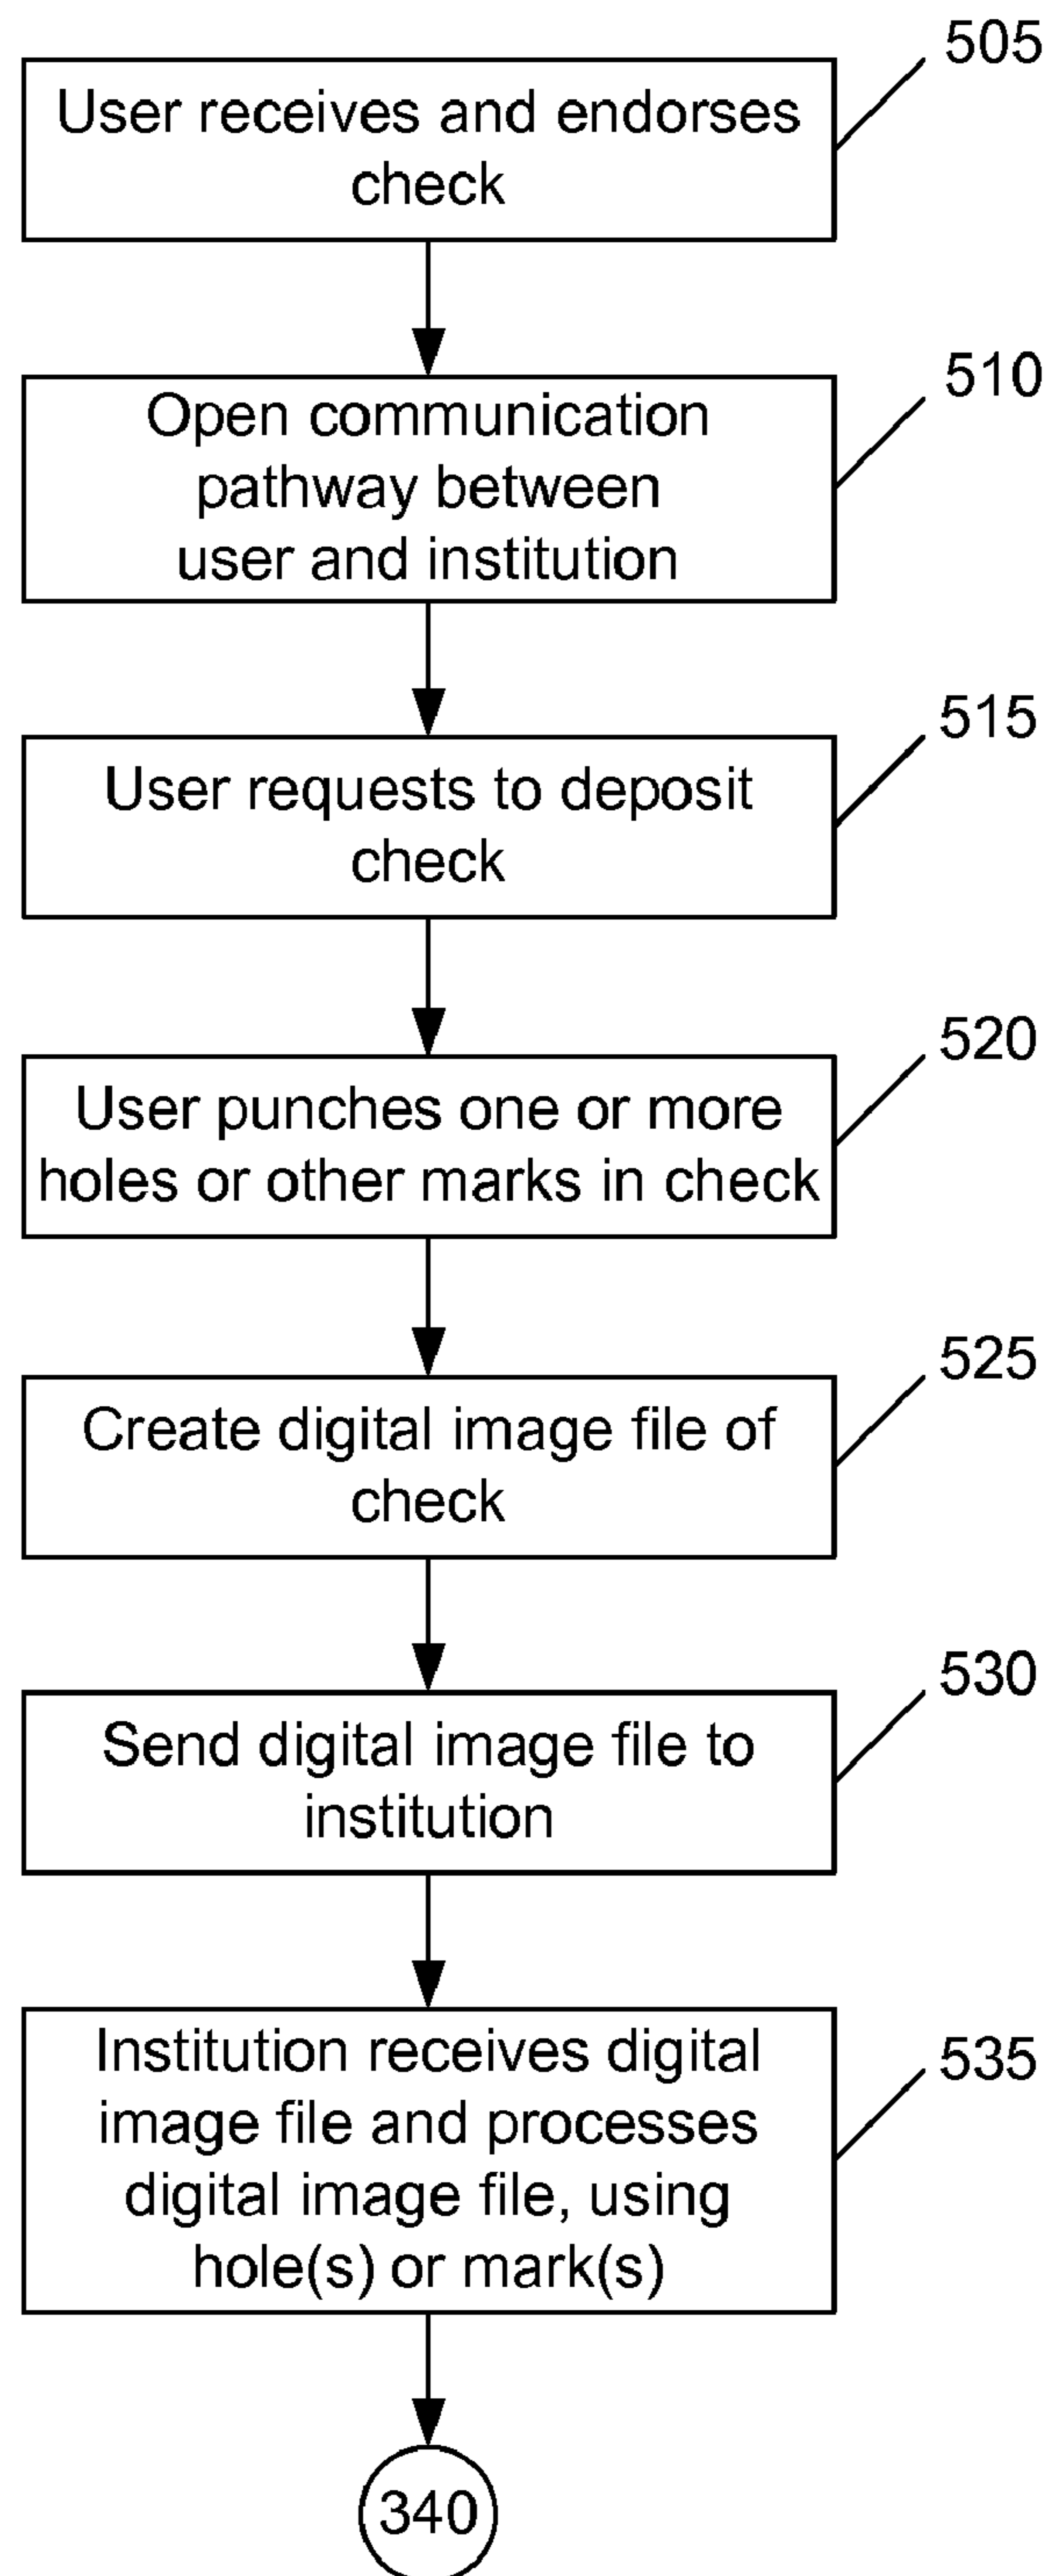 505
User receives and endorses
check
510
Open communication
pathway between
user and institution
515
User requests to deposit
check
520
User punches one or more
holes or other marks in check
525
Create digital image file of
check
530
Send digital image file to
institution
535
Institution receives digital
image file and processes
digital image file, using
hole(s) or mark(s)
340